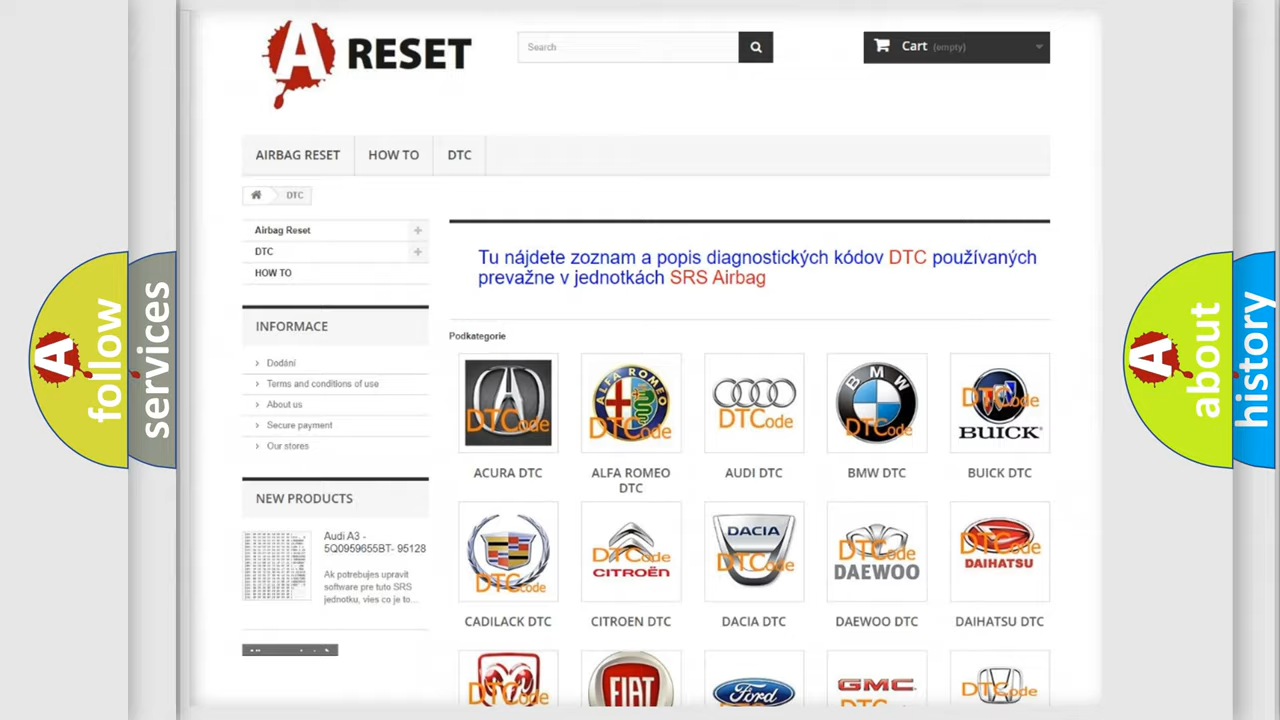 A RESET
Search
Cart (empty)
AIRBAG RESET
HOW TO
DTC
DTC
Airbag Reset
DTC
HOW TO
INFORMACE
Dodání
Terms and conditions of use
About us
Secure payment
Our stores
NEW PRODUCTS
Audi A3 -
5Q0959655BT- 95128
Ak potrebujes upravit
software pre tuto SRS
jednotku, vies co je to...
Tu nájdete zoznam a popis diagnostických kódov DTC používaných
prevažne v jednotkách SRS Airbag
Podkategorie
DTCode
ALFA ROMEO
DTCode
DTCode
BMW
DTCode
DTCode
BUICK
ACURA DTC
ALFA ROMEO
DTC
AUDI DTC
BMW DTC
BUICK DTC
DTCode
DTCode
CITROËN
DACIA
DTCode
DTCode
DAEWOO
DTCode
DAIHATSU
CADILACK DTC
CITROEN DTC
DACIA DTC
DAEWOO DTC
DAIHATSU DTC
DTCode
FIAT
Ford
GMC
DTCode
A follow
services
A about
history